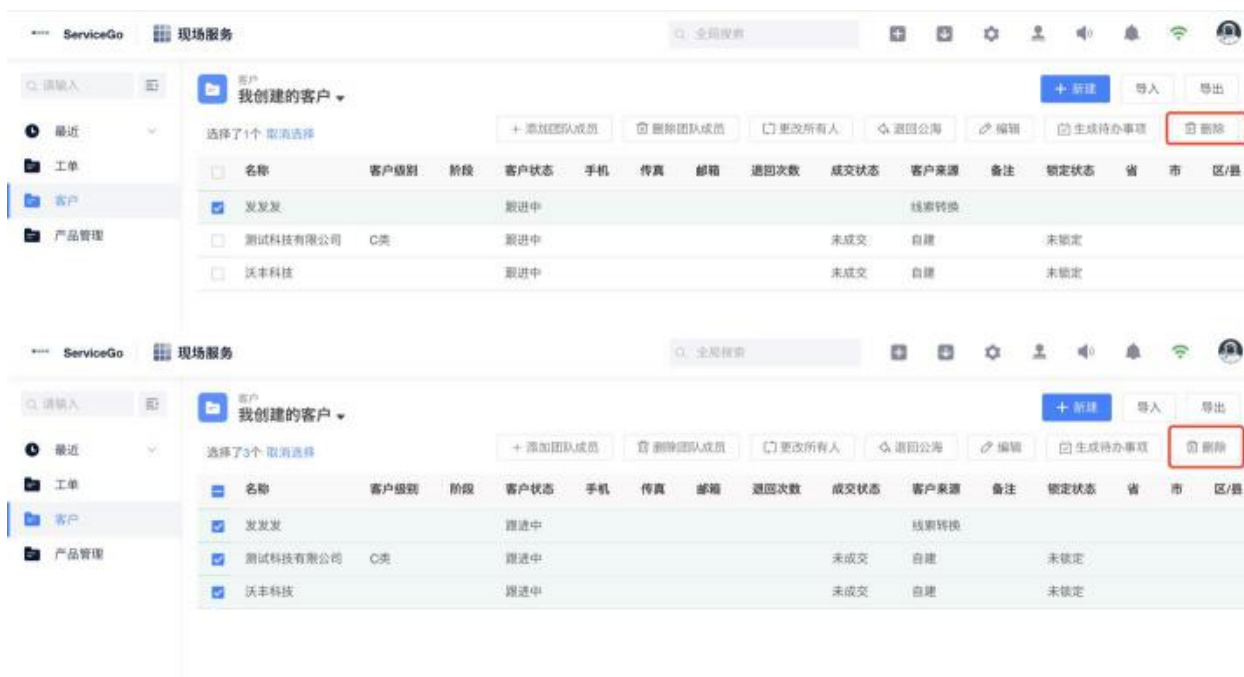 ServiceGo 现场服务 全局搜索
请输入 客户
我创建的客户 + 新建 导入 导出
最近 选择了1个 取消选择 + 添加团队成员 删除团队成员 更改所有人 退回公海 编辑 生成待办事项 删除
工单 名称 客户级别 阶段 客户状态 手机 传真 邮箱 退回次数 成交状态 客户来源 备注 锁定状态 省 市 区/县
客户 发发发 跟进中 线索转换
产品管理 测试科技有限公司 C类 跟进中 未成交 自建 未锁定
沃丰科技 跟进中 未成交 自建 未锁定
ServiceGo 现场服务 全局搜索
请输入 客户
我创建的客户 + 新建 导入 导出
最近 选择了3个 取消选择 + 添加团队成员 删除团队成员 更改所有人 退回公海 编辑 生成待办事项 删除
工单 名称 客户级别 阶段 客户状态 手机 传真 邮箱 退回次数 成交状态 客户来源 备注 锁定状态 省 市 区/县
客户 发发发 跟进中 线索转换
产品管理 测试科技有限公司 C类 跟进中 未成交 自建 未锁定
沃丰科技 跟进中 未成交 自建 未锁定